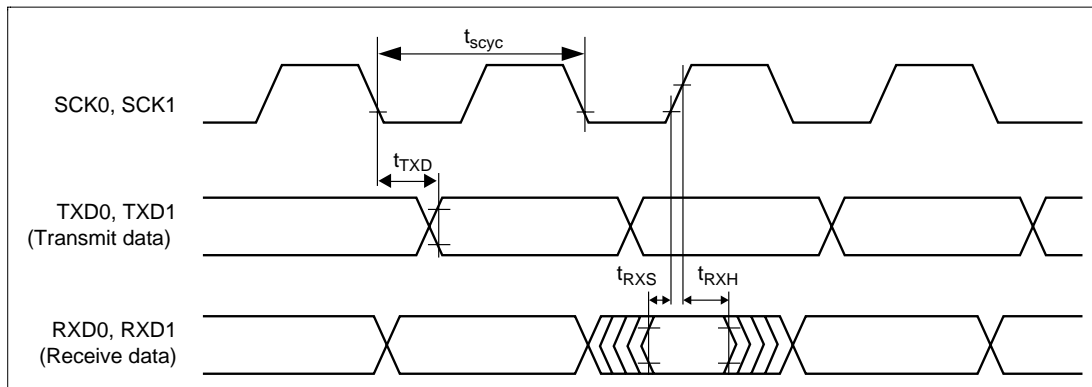 tscyc
SCK0, SCK1
tTXD
TXD0, TXD1
(Transmit data)
tRXS
tRXH
RXD0, RXD1
(Receive data)